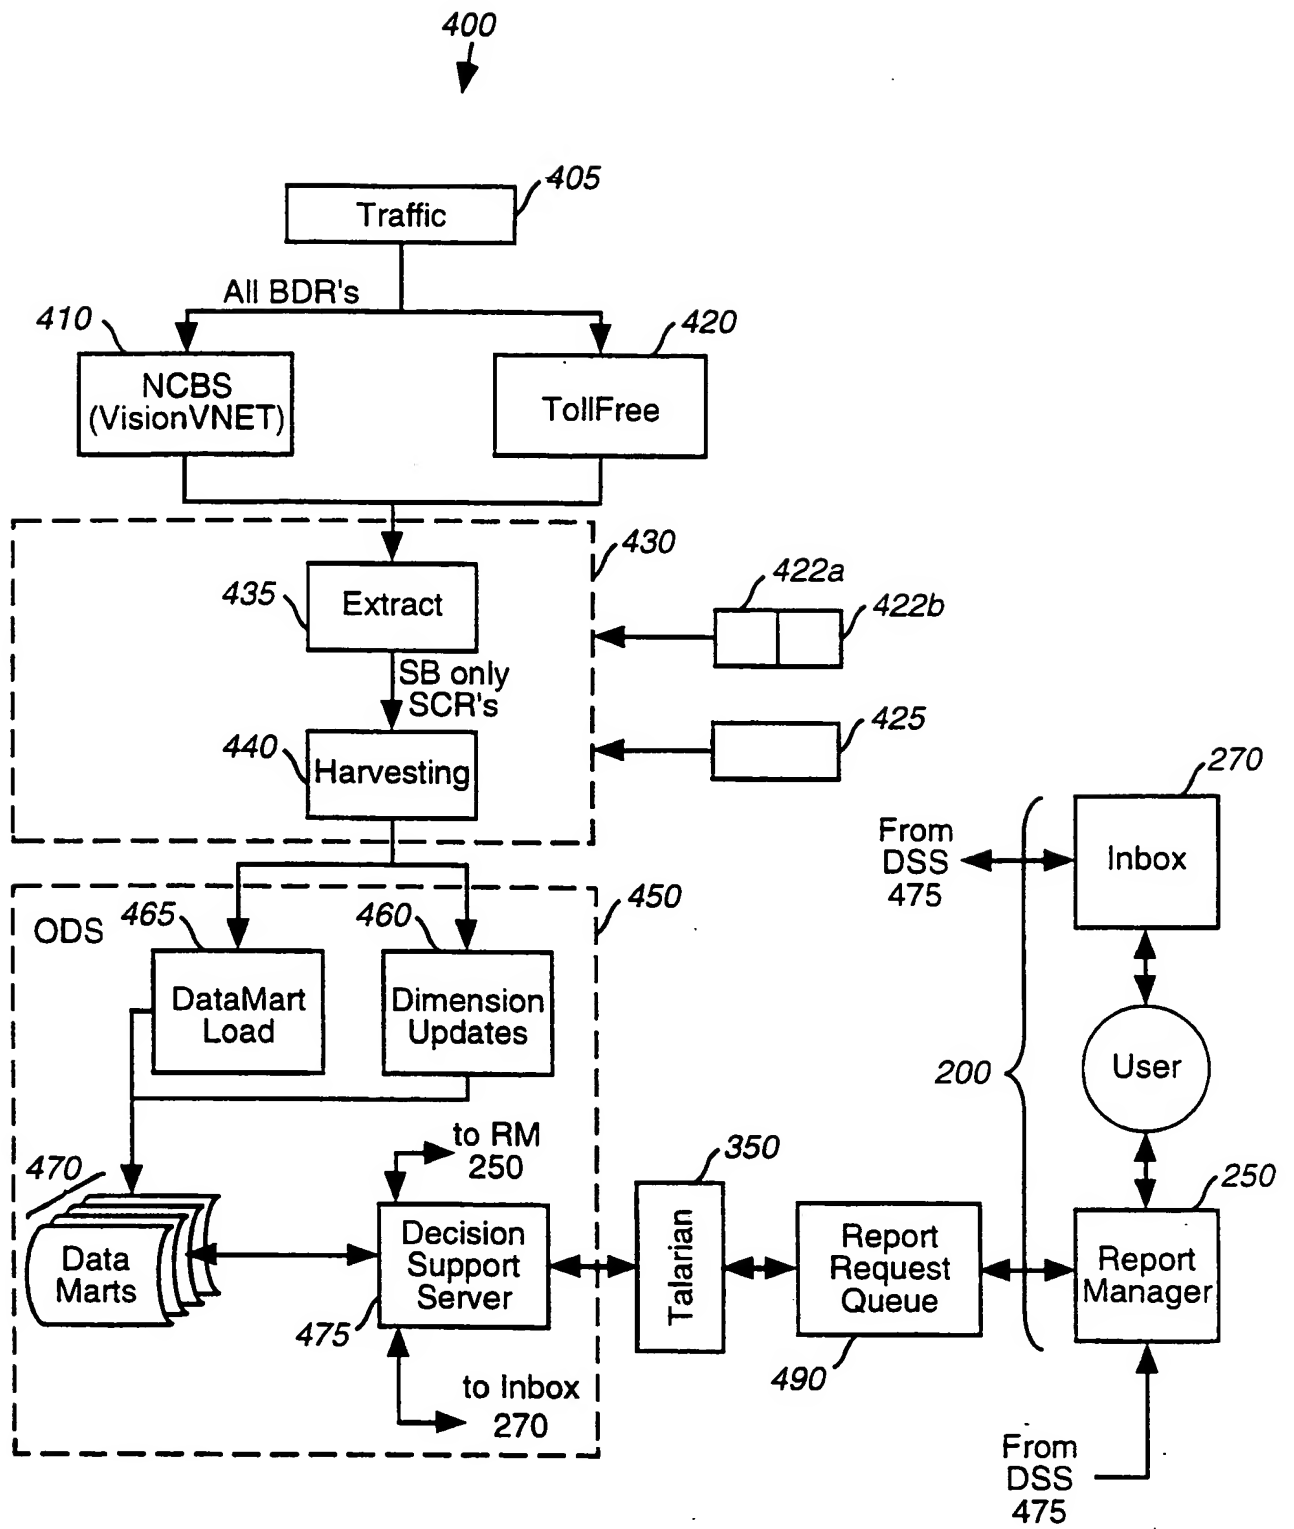 400
405
Traffic
All BDR's
410
420
NCBS
(VisionVNET)
TollFree
430
435
Extract
422a
422b
SB only
SCR's
425
440
Harvesting
270
From
DSS
475
Inbox
ODS
465
460
450
DataMart
Load
Dimension
Updates
200
User
to RM
250
350
470
250
Data
Marts
Decision
Support
Server
Talarian
Report
Request
Queue
Report
Manager
475
490
to Inbox
270
From
DSS
475